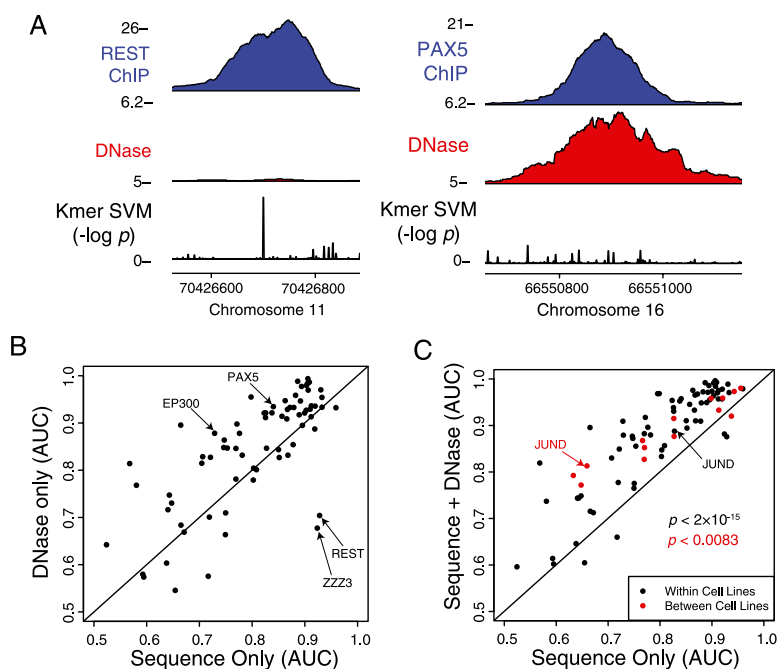 A
26–
REST
ChIP
6.2–
DNase
5–
Kmer SVM
(-log p)
0–
70426600 70426800
Chromosome 11
21–
PAX5
ChIP
6.2–
DNase
5–
Kmer SVM
(-log p)
0–
66550800 66551000
Chromosome 16
B
DNase only (AUC)
1.0
0.9
0.8
0.7
0.6
0.5
PAX5
EP300
REST
ZZZ3
0.5 0.6 0.7 0.8 0.9 1.0
Sequence Only (AUC)
C
Sequence + DNase (AUC)
1.0
0.9
0.8
0.7
0.6
0.5
JUND
JUND
p < 2×10⁻¹⁵
p < 0.0083
Within Cell Lines
Between Cell Lines
0.5 0.6 0.7 0.8 0.9 1.0
Sequence Only (AUC)